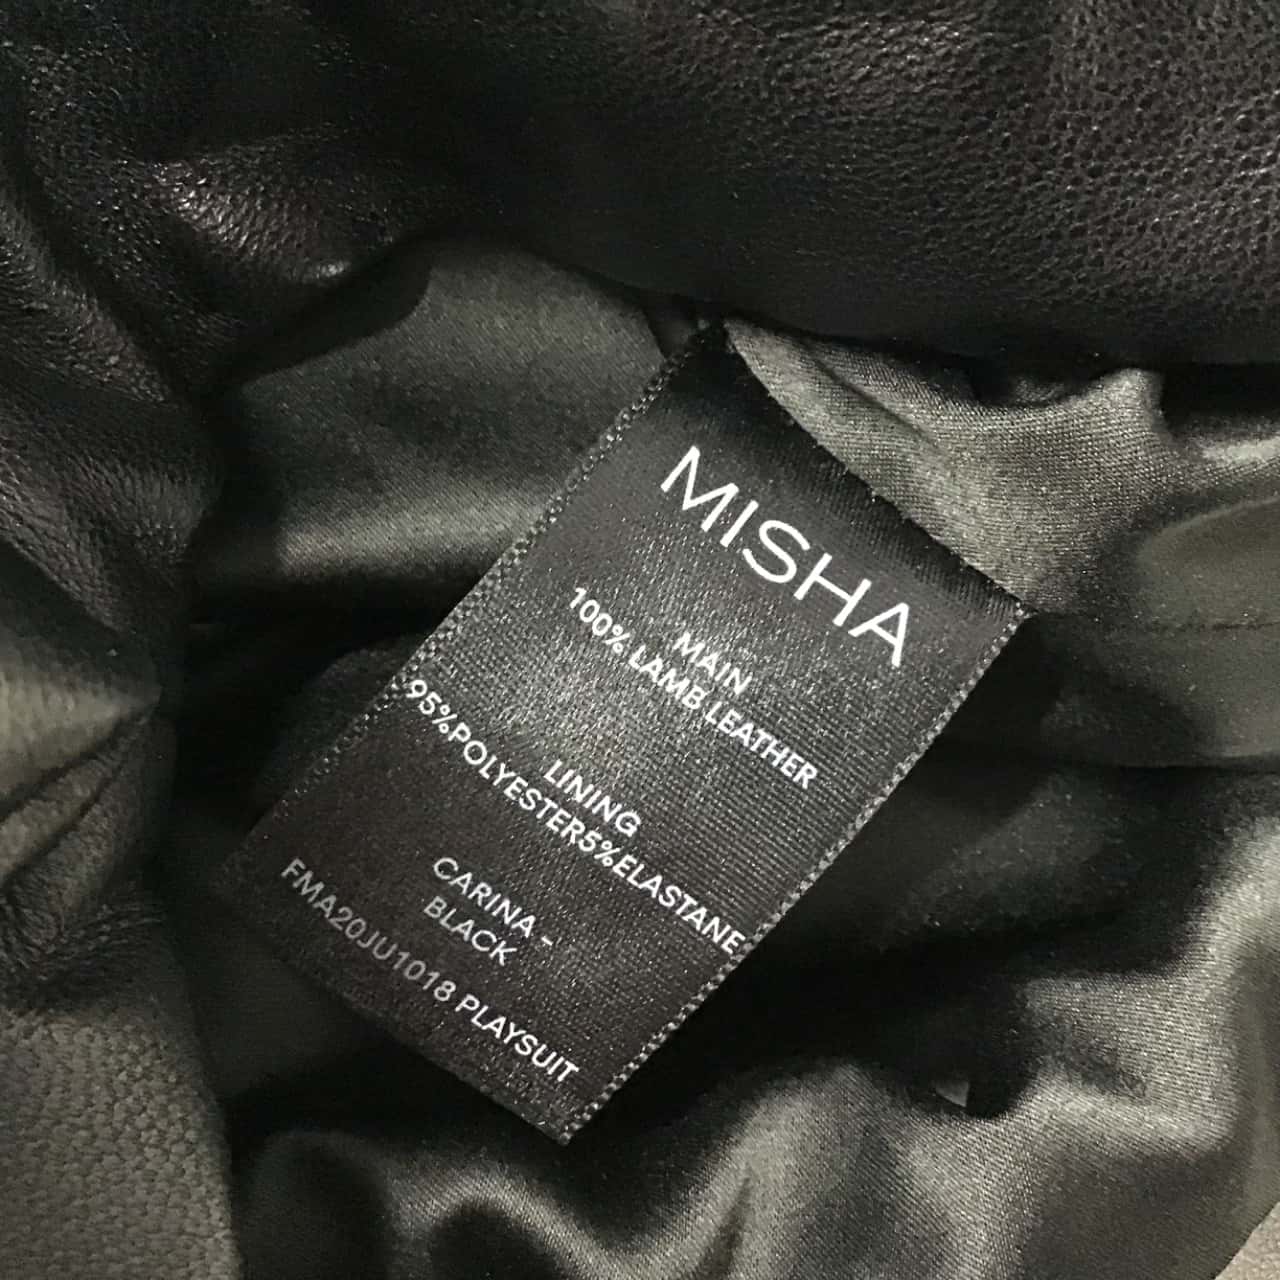 MISHA
MAIN
100% LAMB LEATHER
LINING
95%POLYESTER5%ELASTANE
CARINA -
BLACK
FMA20JU1018 PLAYSUIT